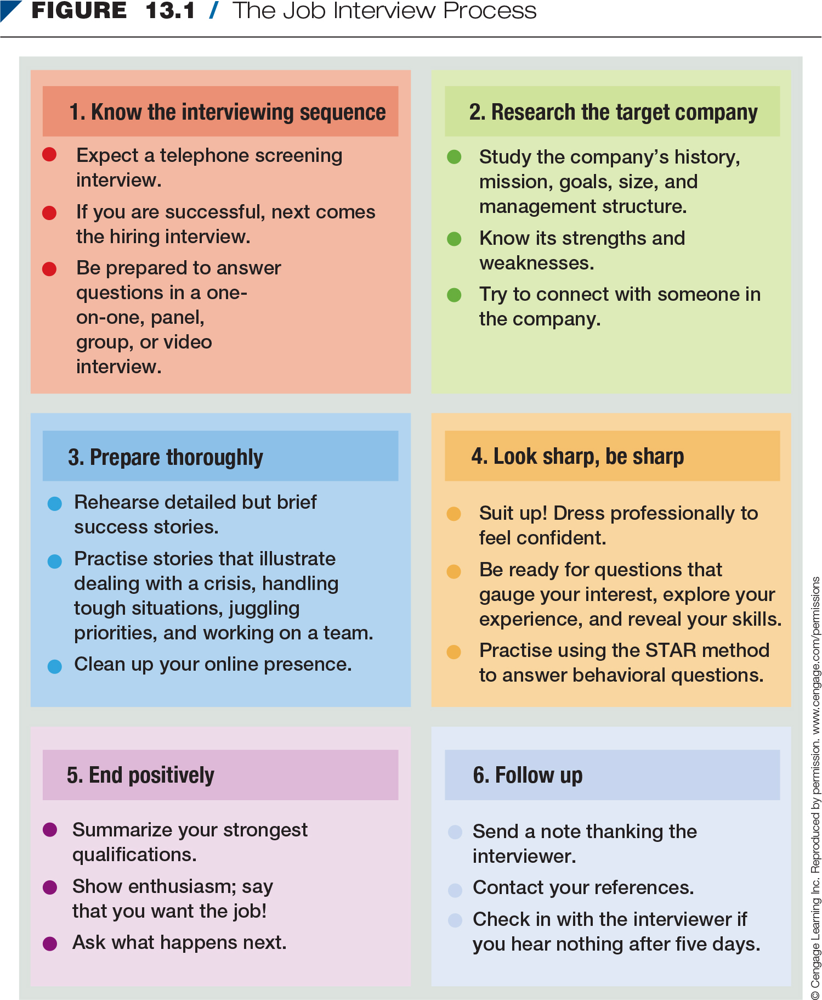 FIGURE 13.1 / The Job Interview Process
1. Know the interviewing sequence
Expect a telephone screening
interview.
If you are successful, next comes
the hiring interview.
Be prepared to answer
questions in a one-
on-one, panel,
group, or video
interview.
2. Research the target company
Study the company’s history,
mission, goals, size, and
management structure.
Know its strengths and
weaknesses.
Try to connect with someone in
the company.
3. Prepare thoroughly
Rehearse detailed but brief
success stories.
Practise stories that illustrate
dealing with a crisis, handling
tough situations, juggling
priorities, and working on a team.
Clean up your online presence.
4. Look sharp, be sharp
Suit up! Dress professionally to
feel confident.
Be ready for questions that
gauge your interest, explore your
experience, and reveal your skills.
Practise using the STAR method
to answer behavioral questions.
5. End positively
Summarize your strongest
qualifications.
Show enthusiasm; say
that you want the job!
Ask what happens next.
6. Follow up
Send a note thanking the
interviewer.
Contact your references.
Check in with the interviewer if
you hear nothing after five days.
© Cengage Learning Inc. Reproduced by permission. www.cengage.com/permissions